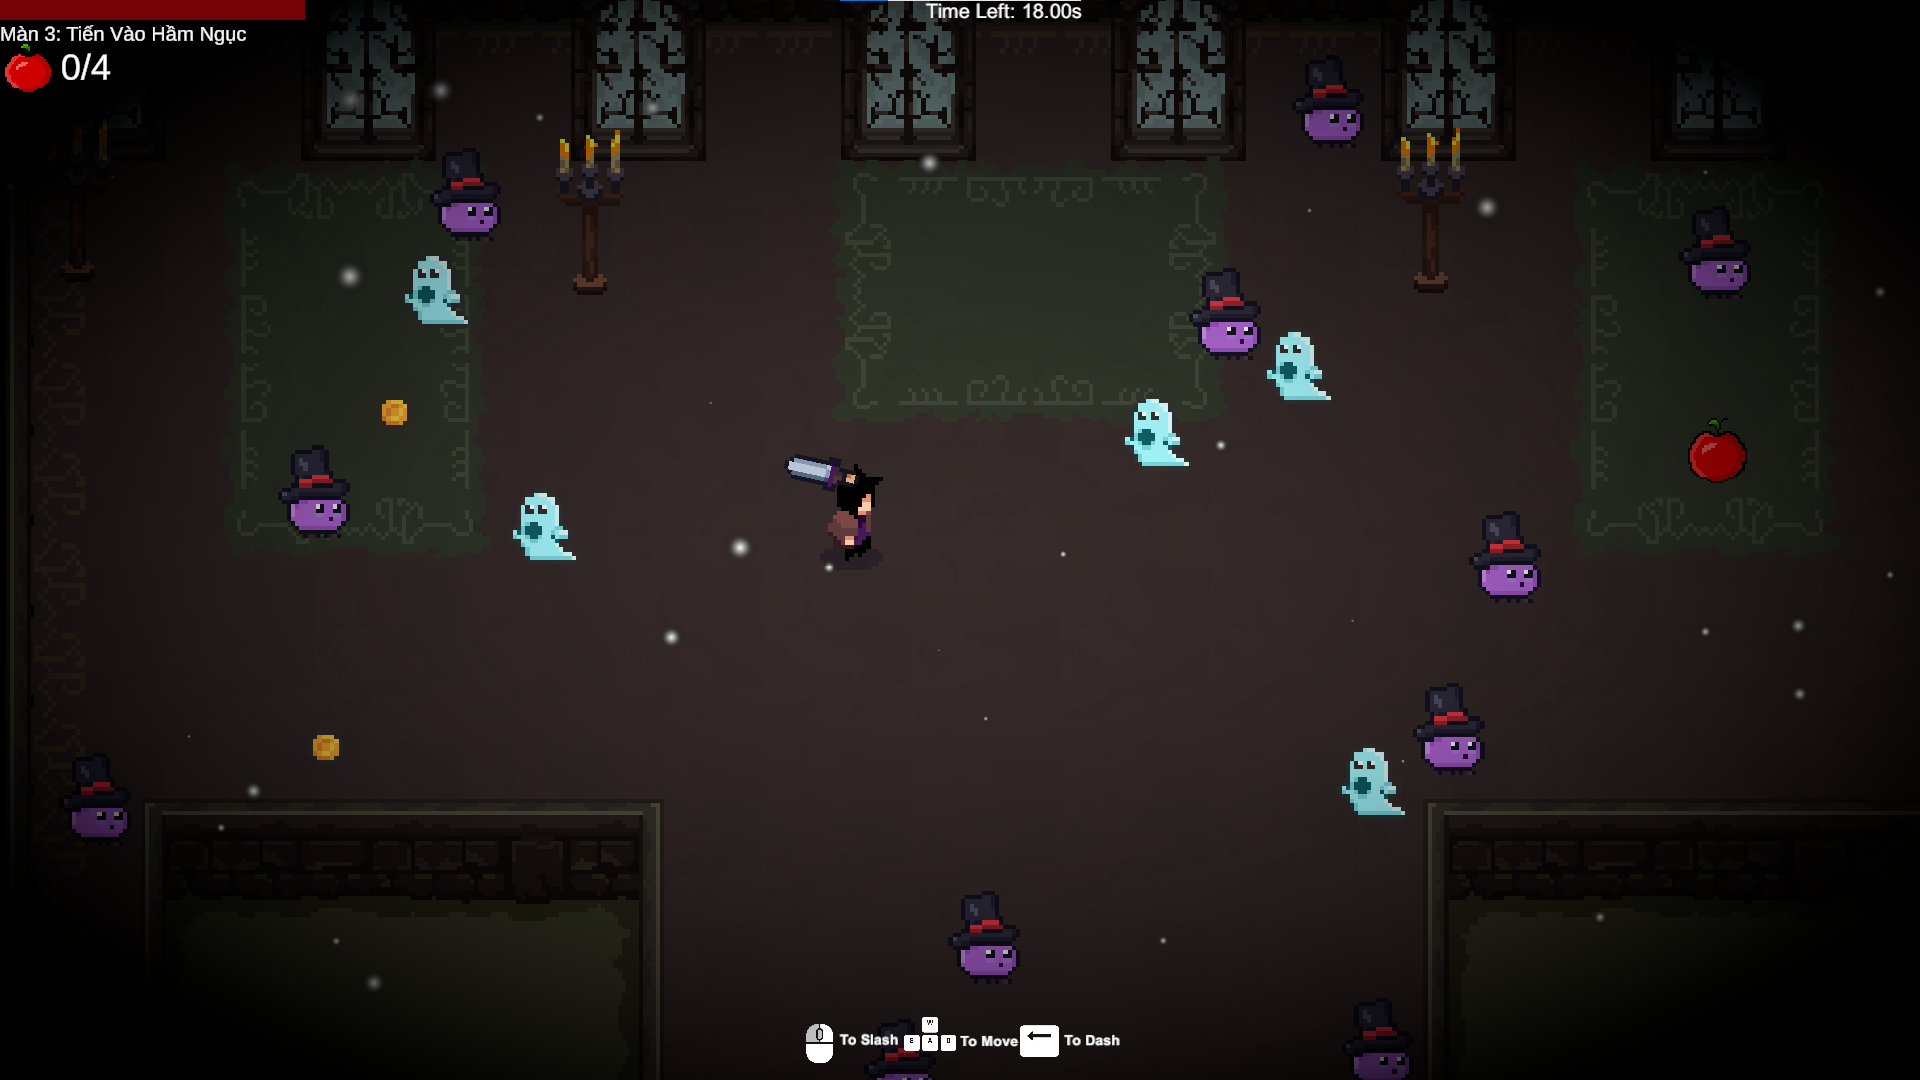 Time Left: 18.00s
Màn 3: Tiến Vào Hầm Ngục
0/4
W
To Slash S A D To Move To Dash